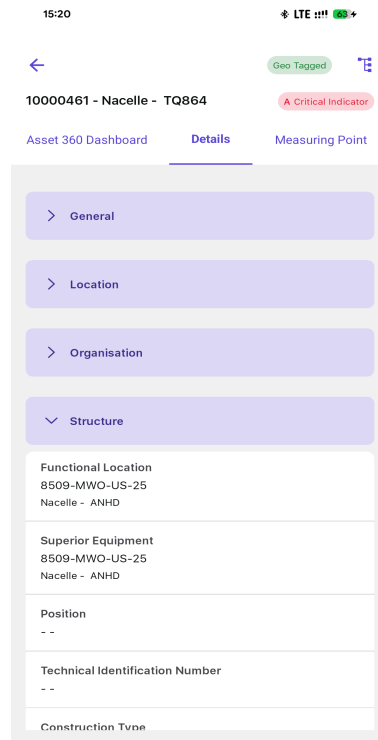 15:20
LTE
63
Geo Tagged
10000461 - Nacelle - TQ864
A Critical Indicator
Asset 360 Dashboard
Details
Measuring Point
General
Location
Organisation
Structure
Functional Location
8509-MWO-US-25
Nacelle - ANHD
Superior Equipment
8509-MWO-US-25
Nacelle - ANHD
Position
- -
Technical Identification Number
- -
Construction Type